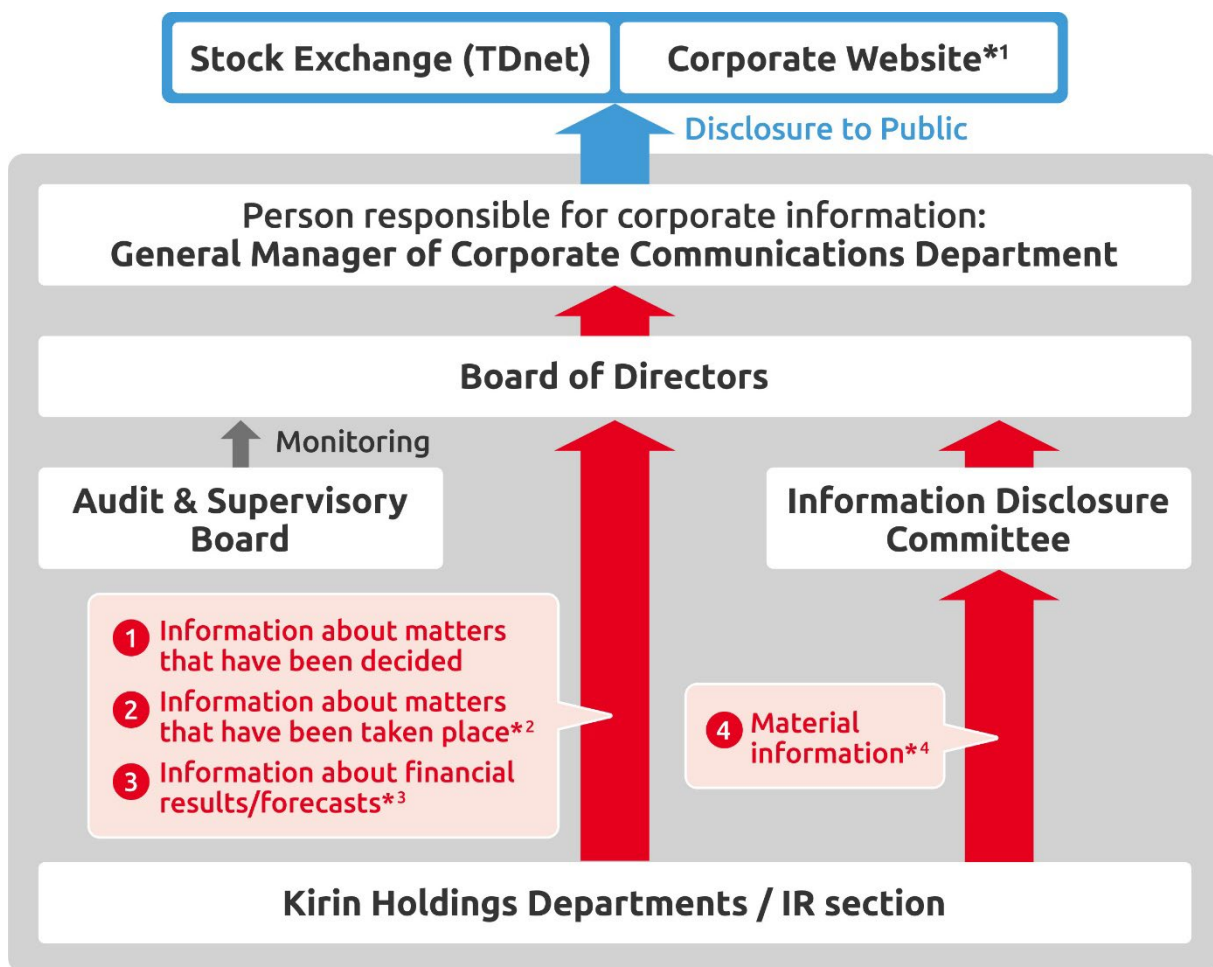 Stock Exchange (TDnet)
Corporate Website*1
Disclosure to Public
Person responsible for corporate information:
General Manager of Corporate Communications Department
Board of Directors
Monitoring
Audit & Supervisory
Board
Information Disclosure
Committee
1 Information about matters
that have been decided
2 Information about matters
that have been taken place*2
3 Information about financial
results/forecasts*3
4 Material
information*4
Kirin Holdings Departments / IR section